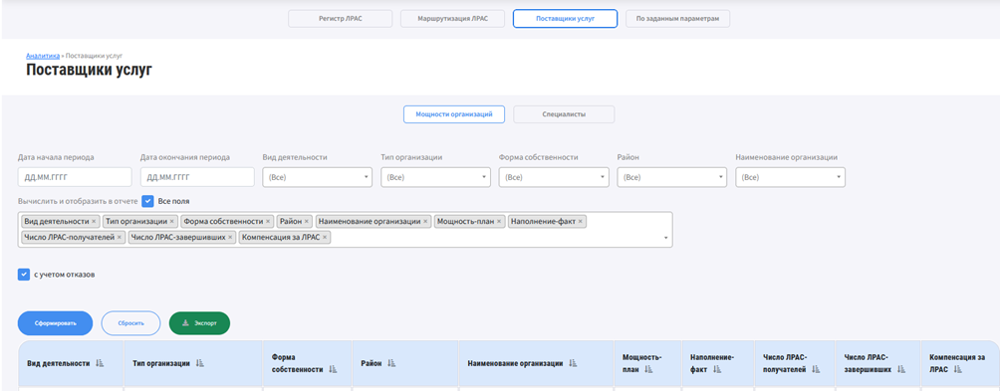 Регистр ЛРАС Маршрутизация ЛРАС Поставщики услуг По заданным параметрам
Аналитика » Поставщики услуг
Поставщики услуг
Мощности организаций Специалисты
Дата начала периода Дата окончания периода Вид деятельности Тип организации Форма собственности Район Наименование организации
ДД.ММ.ГГГГ ДД.ММ.ГГГГ (Все) (Все) (Все) (Все) (Все)
Вычислить и отобразить в отчете Все поля
Вид деятельности × Тип организации × Форма собственности × Район × Наименование организации × Мощность-план × Наполнение-факт ×
Число ЛРАС-получателей × Число ЛРАС-завершивших × Компенсация за ЛРАС ×
с учетом отказов
Сформировать Сбросить Экспорт
Вид деятельности Тип организации Форма собственности Район Наименование организации Мощность-план Наполнение-факт Число ЛРАС-получателей Число ЛРАС-завершивших Компенсация за ЛРАС